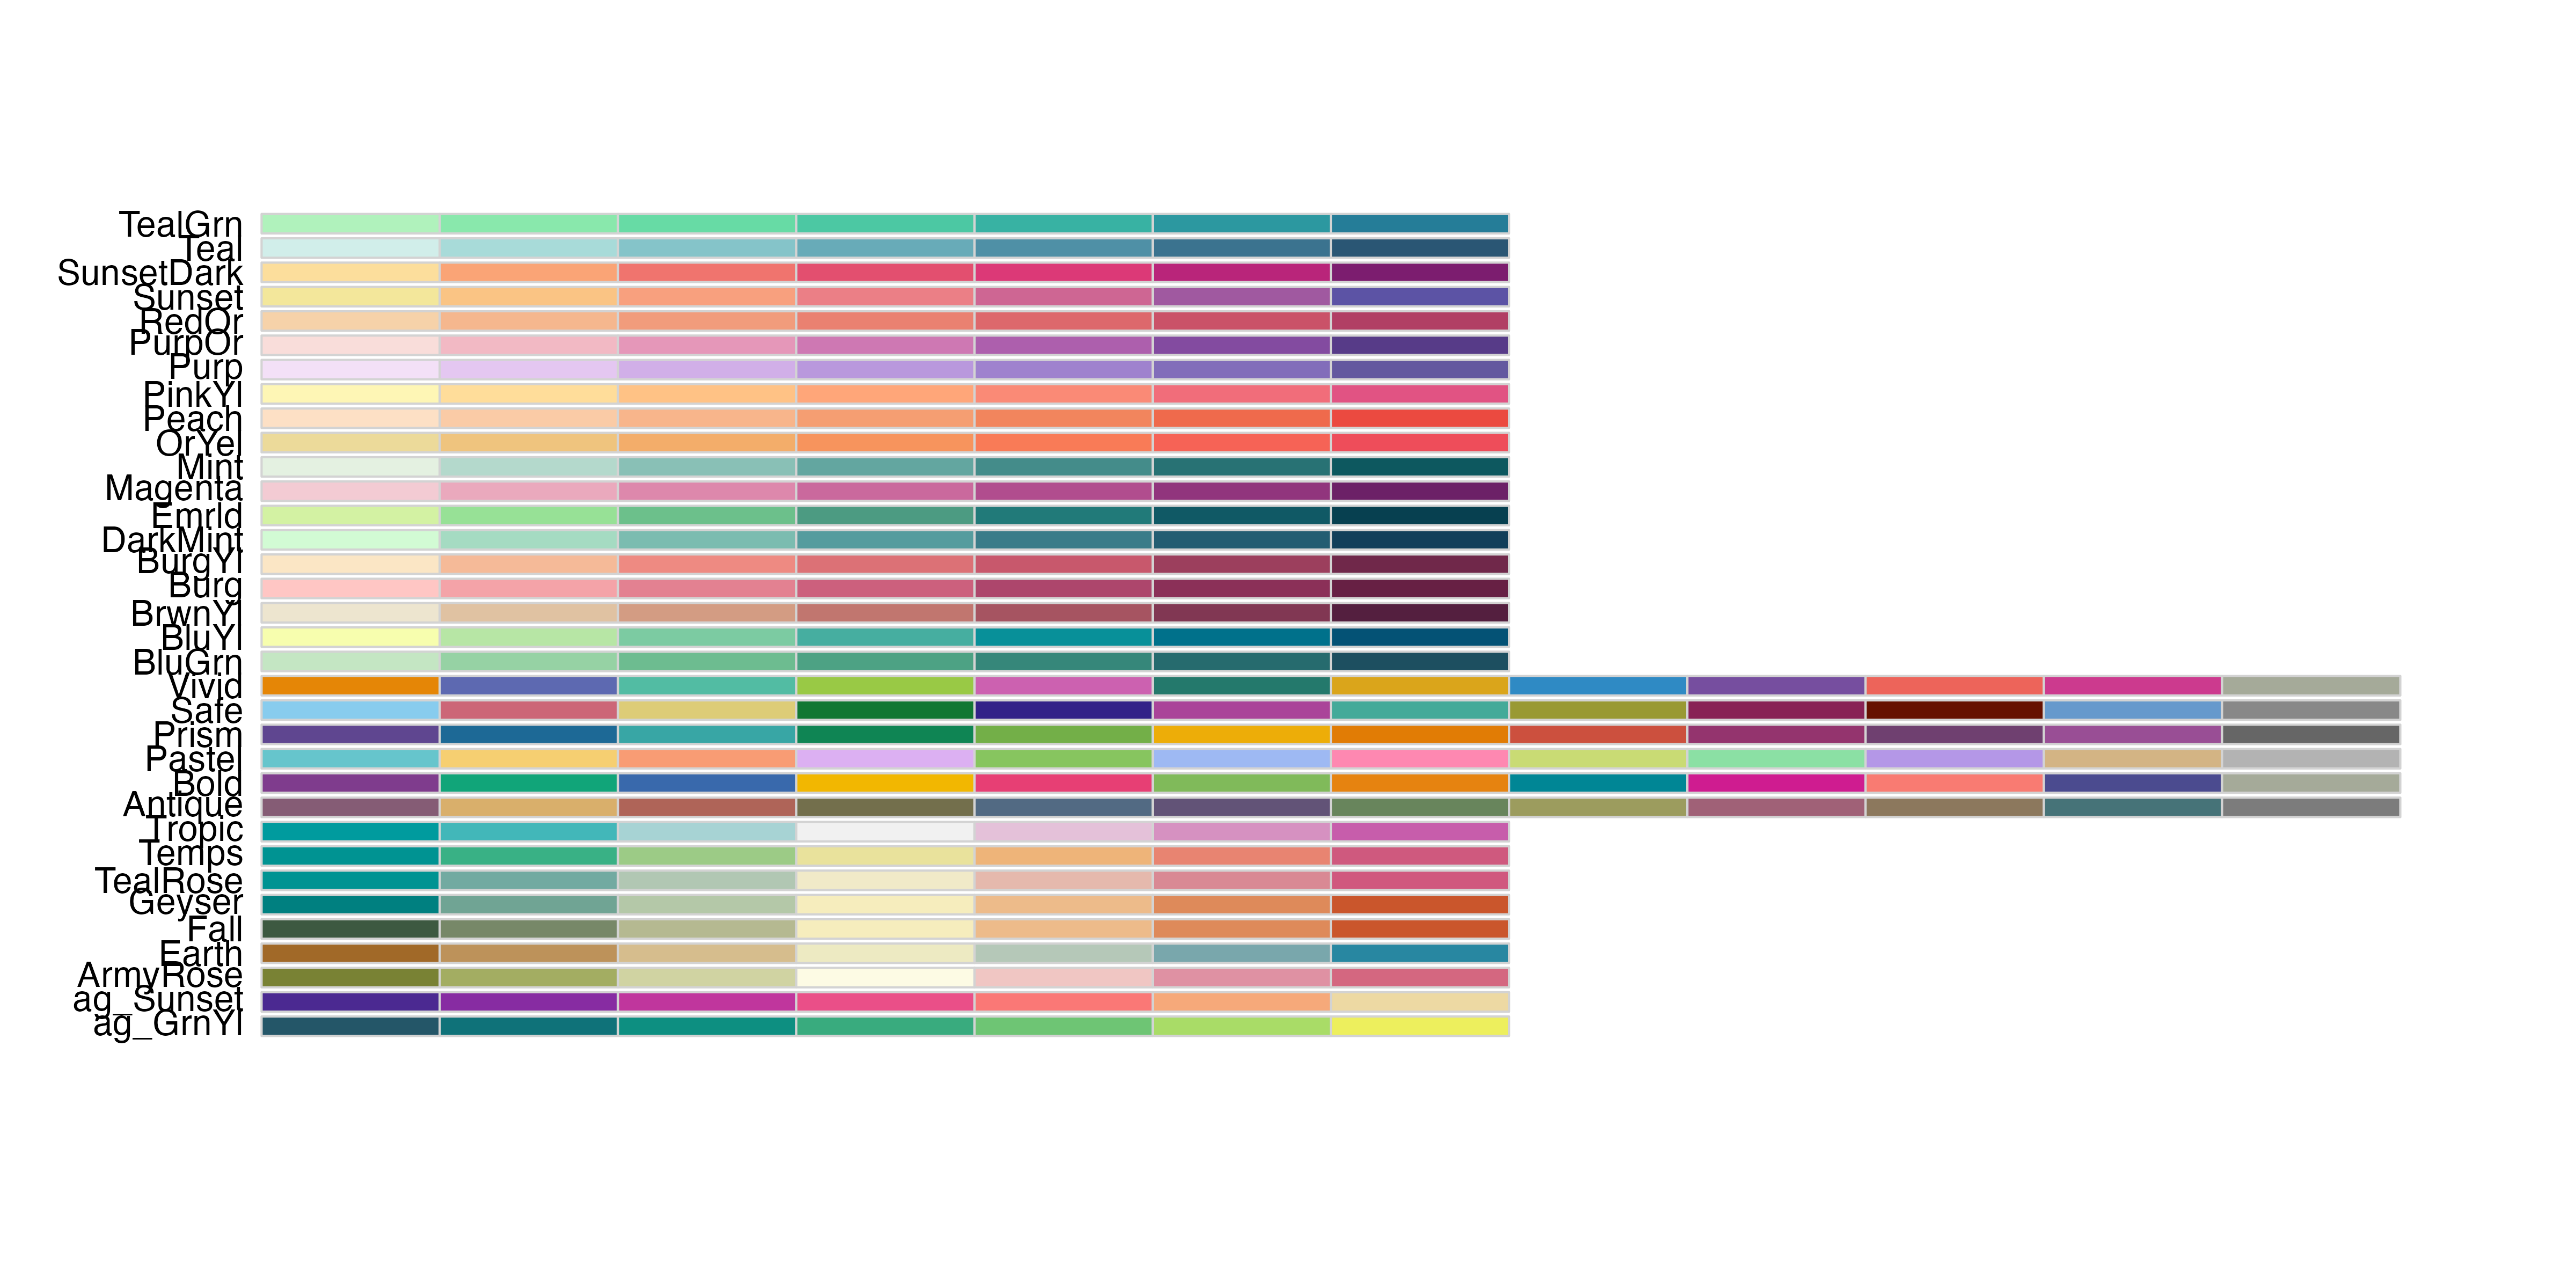 TealGrn
Teal
SunsetDark
Sunset
RedOr
PurpOr
Purp
PinkYl
Peach
OrYel
Mint
Magenta
Emrld
DarkMint
BurgYl
Burg
BrwnYl
BluYl
BluGrn
Vivid
Safe
Prism
Pastel
Bold
Antique
Tropic
Temps
TealRose
Geyser
Fall
Earth
ArmyRose
ag_Sunset
ag_GrnYl